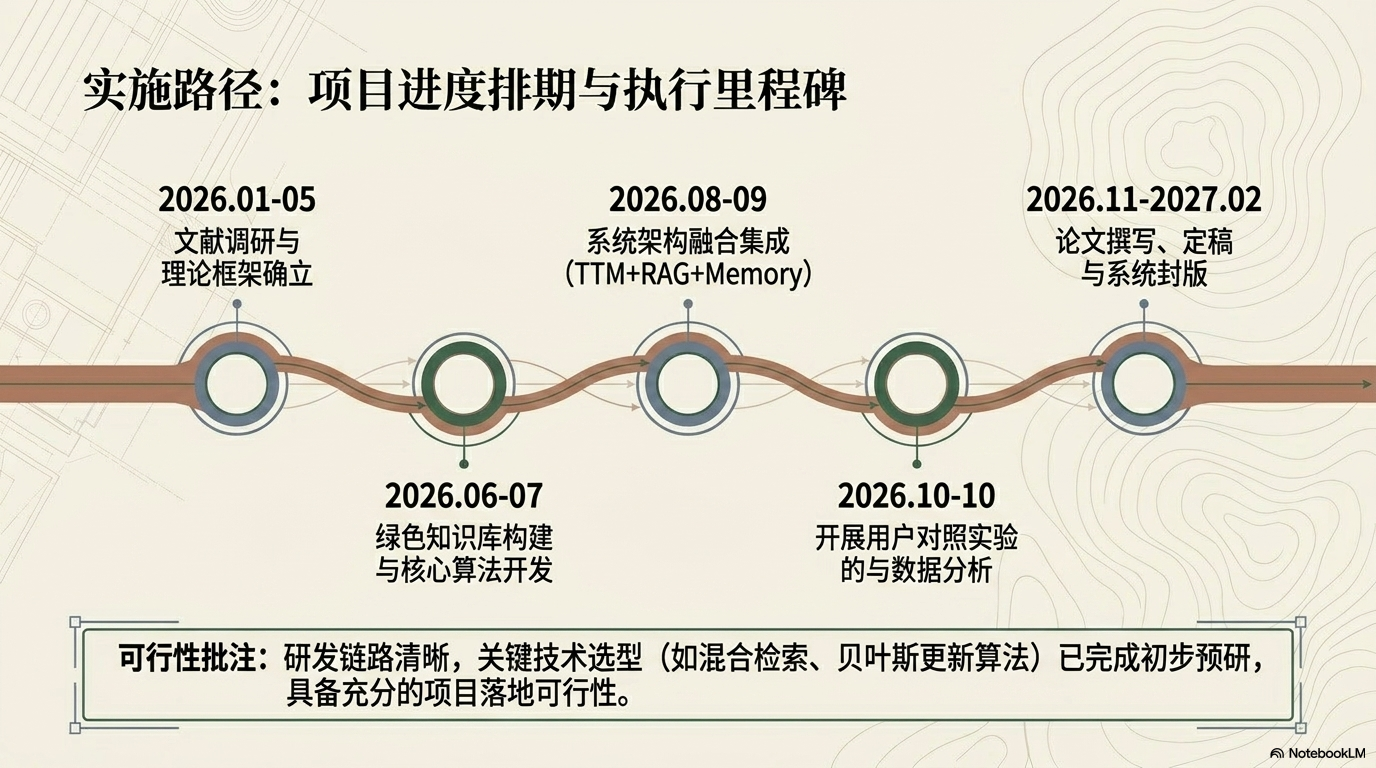 实施路径：项目进度排期与执行里程碑
2026.01-05
文献调研与
理论框架确立
2026.06-07
绿色知识库构建
与核心算法开发
2026.08-09
系统架构融合集成
（TTM+RAG+Memory）
2026.10-10
开展用户对照实验
的与数据分析
2026.11-2027.02
论文撰写、定稿
与系统封版
可行性批注：研发链路清晰，关键技术选型（如混合检索、贝叶斯更新算法）已完成初步预研，
具备充分的项目落地可行性。
NotebookLM